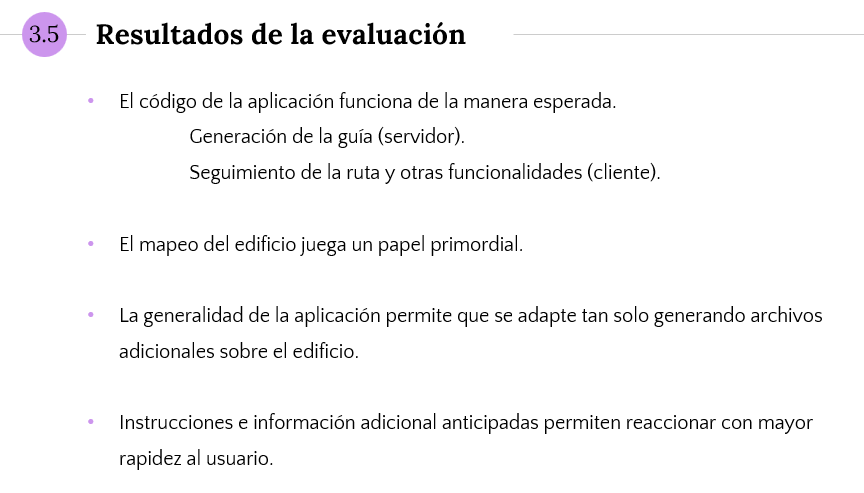 3.5 Resultados de la evaluación
• El código de la aplicación funciona de la manera esperada.
Generación de la guía (servidor).
Seguimiento de la ruta y otras funcionalidades (cliente).
• El mapeo del edificio juega un papel primordial.
• La generalidad de la aplicación permite que se adapte tan solo generando archivos
adicionales sobre el edificio.
• Instrucciones e información adicional anticipadas permiten reaccionar con mayor
rapidez al usuario.